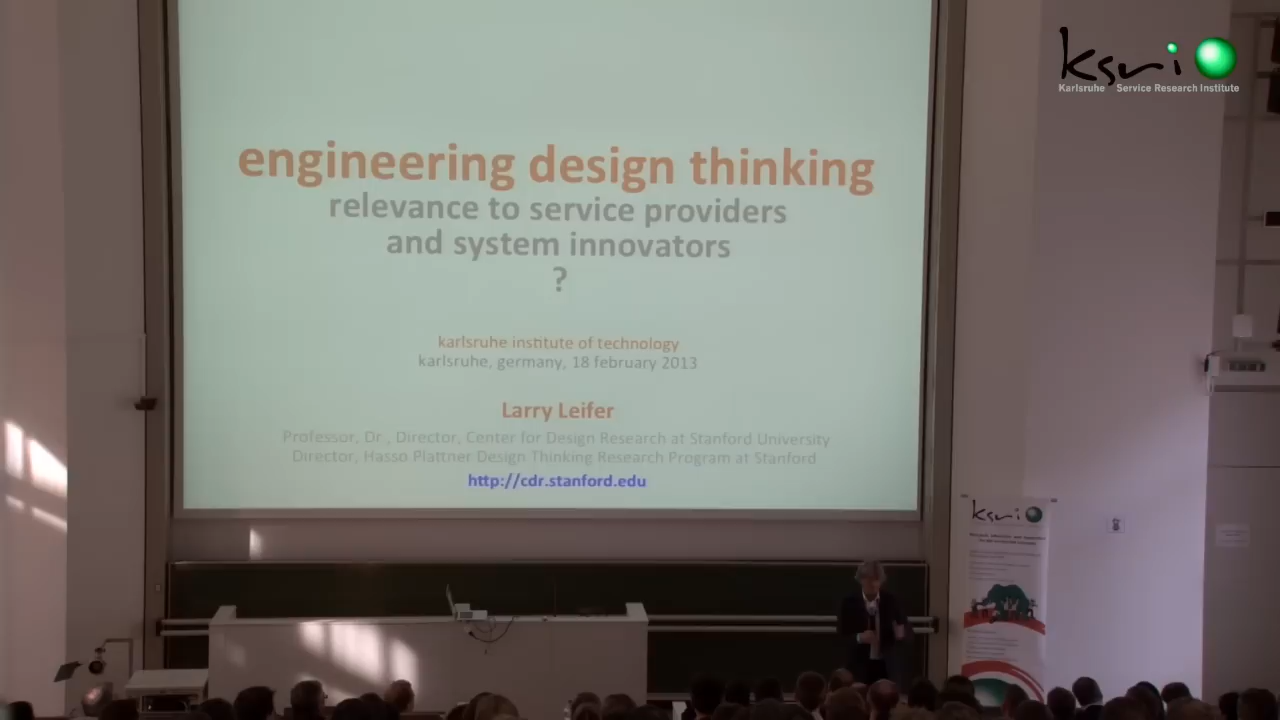 ksri
Karlsruhe Service Research Institute
engineering design thinking
relevance to service providers
and system innovators
?
karlsruhe institute of technology
karlsruhe, germany, 18 february 2013
Larry Leifer
Professor, Dr., Director, Center for Design Research at Stanford University
Director, Hasso Plattner Design Thinking Research Program at Stanford
http://cdr.stanford.edu
ksri